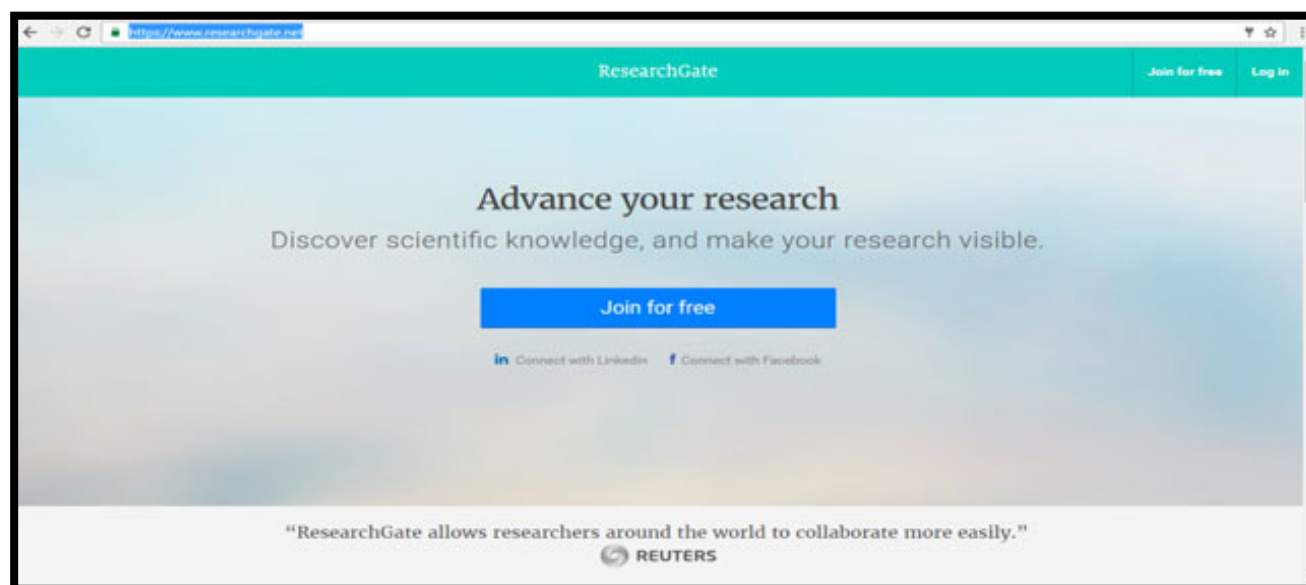 https://www.researchgate.net
ResearchGate
Join for free
Log in
Advance your research
Discover scientific knowledge, and make your research visible.
Join for free
in Connect with Linkedin f Connect with Facebook
“ResearchGate allows researchers around the world to collaborate more easily.”
REUTERS